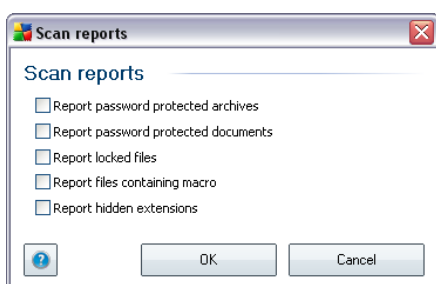 Scan reports
Scan reports
Report password protected archives
Report password protected documents
Report locked files
Report files containing macro
Report hidden extensions
?
OK
Cancel